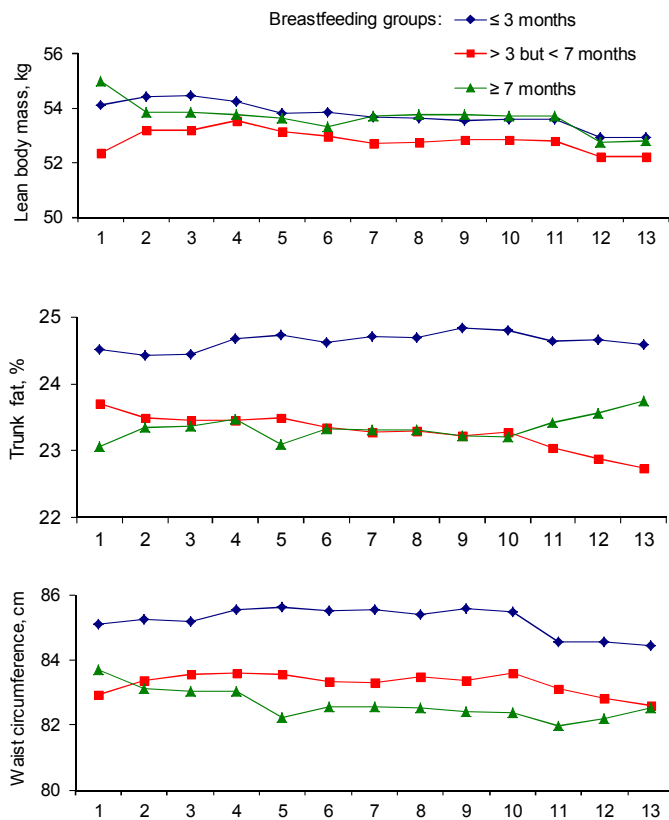 Breastfeeding groups:
≤ 3 months
> 3 but < 7 months
≥ 7 months
Lean body mass, kg
56
54
52
50
1 2 3 4 5 6 7 8 9 10 11 12 13
Trunk fat, %
25
24
23
22
1 2 3 4 5 6 7 8 9 10 11 12 13
Waist circumference, cm
86
84
82
80
1 2 3 4 5 6 7 8 9 10 11 12 13